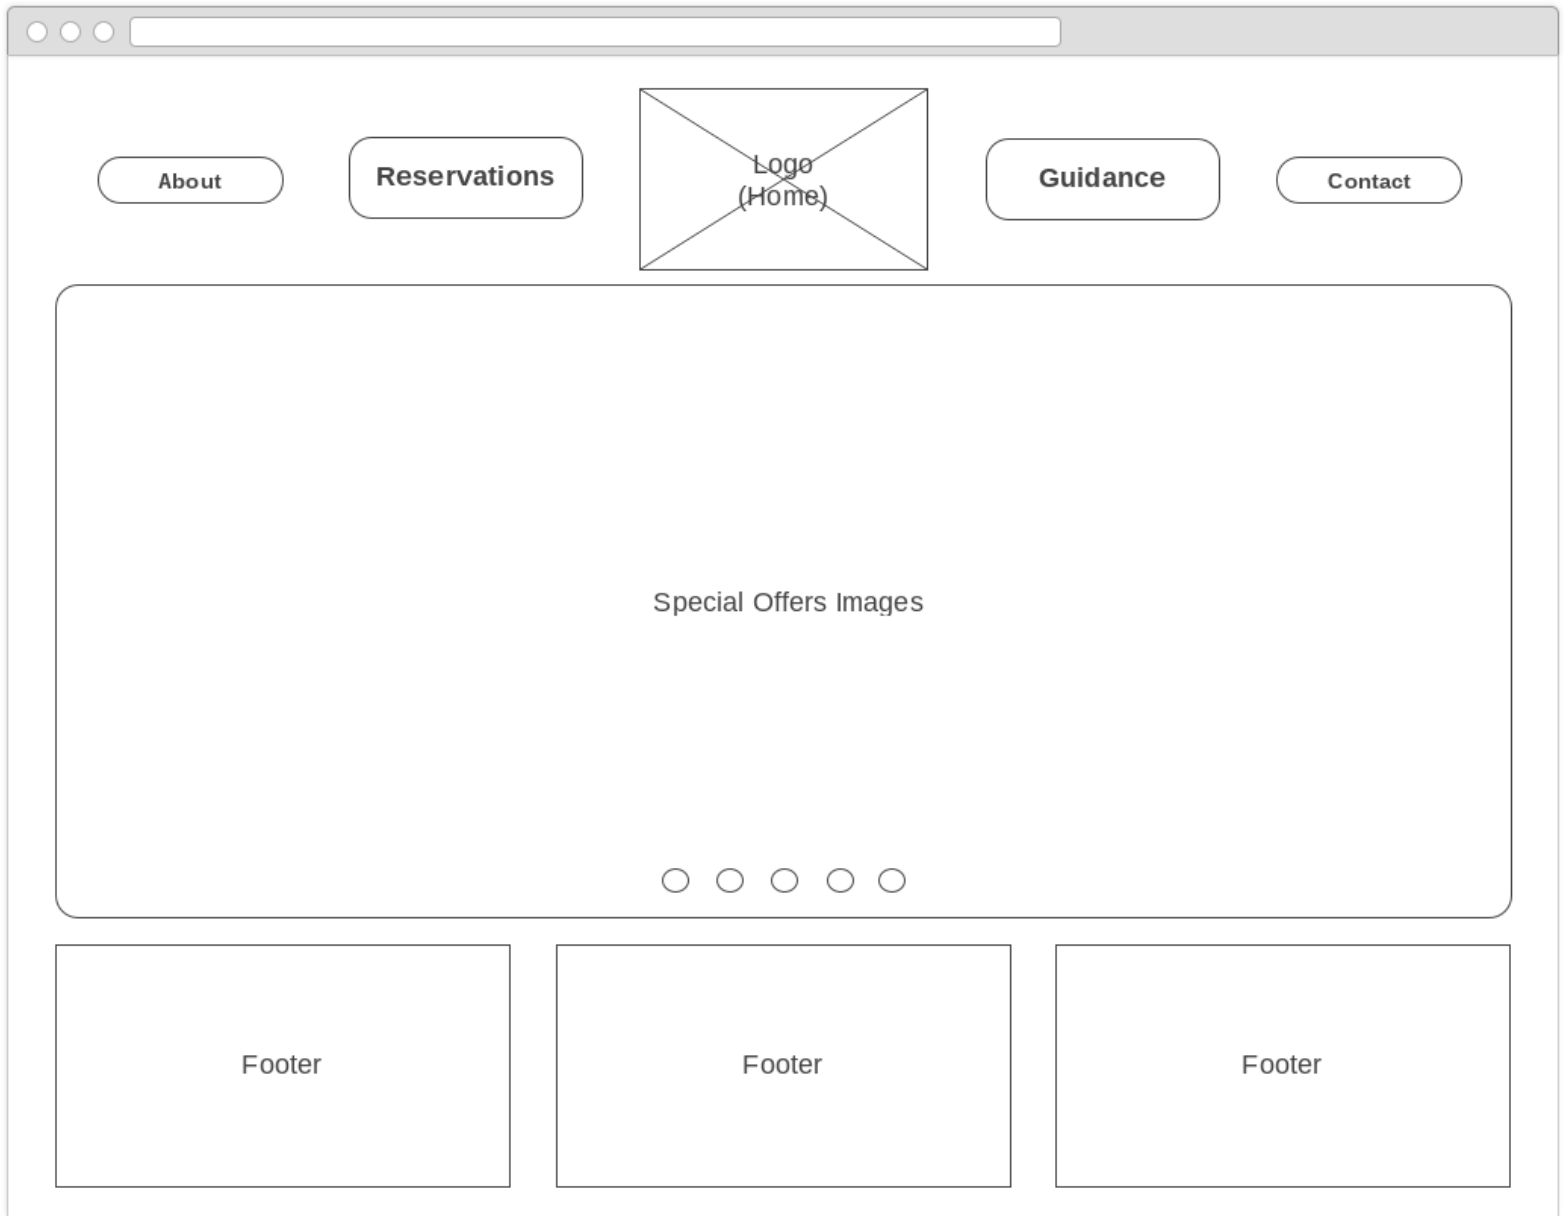 About
Reservations
Logo
(Home)
Guidance
Contact
Special Offers Images
Footer
Footer
Footer